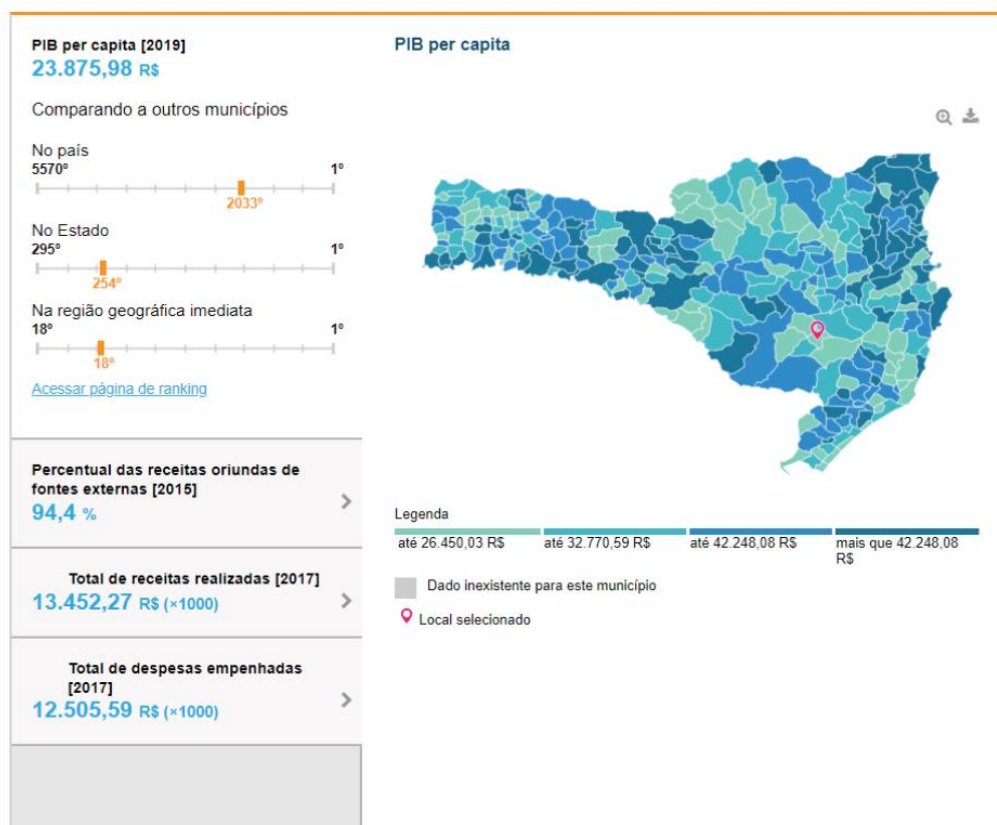 PIB per capita [2019]
23.875,98 R$
Comparando a outros municípios
No país
5570º 1º
2033º
No Estado
295º 1º
254º
Na região geográfica imediata
18º 1º
18º
Acessar página de ranking
Percentual das receitas oriundas de
fontes externas [2015]
94,4 %
Total de receitas realizadas [2017]
13.452,27 R$ (×1000)
Total de despesas empenhadas
[2017]
12.505,59 R$ (×1000)
PIB per capita
Legenda
até 26.450,03 R$ até 32.770,59 R$ até 42.248,08 R$ mais que 42.248,08
R$
Dado inexistente para este município
Local selecionado